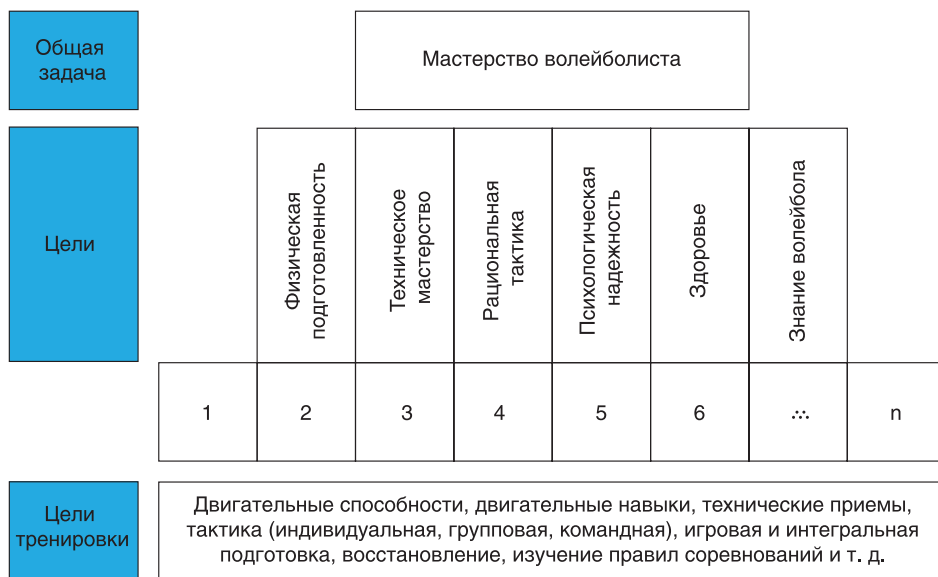 Общая
задача
Мастерство волейболиста
Цели
Физическая
подготовленность
Техническое
мастерство
Рациональная
тактика
Психологическая
надежность
Здоровье
Знание волейбола
1 2 3 4 5 6 ... n
Цели
тренировки
Двигательные способности, двигательные навыки, технические приемы,
тактика (индивидуальная, групповая, командная), игровая и интегральная
подготовка, восстановление, изучение правил соревнований и т. д.